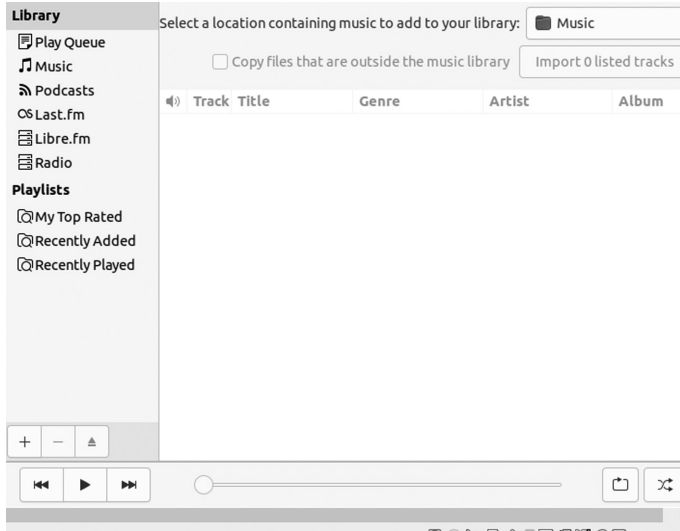 Library
Play Queue
Music
Podcasts
Last.fm
Libre.fm
Radio
Playlists
My Top Rated
Recently Added
Recently Played
Select a location containing music to add to your library: Music
Copy files that are outside the music library Import 0 listed tracks
Track Title Genre Artist Album